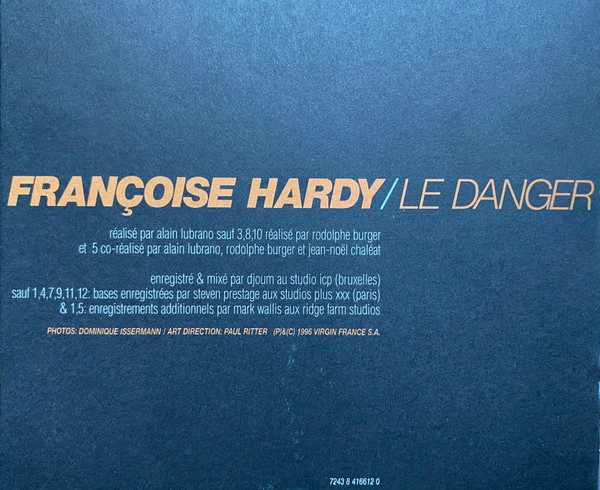 FRANÇOISE HARDY/LE DANGER
réalisé par alain lubrano sauf 3,8,10 réalisé par rodolphe burger
et 5 co-réalisé par alain lubrano, rodolphe burger et jean-noël chaléat
enregistré & mixé par djoum au studio icp (bruxelles)
sauf 1,4,7,9,11,12: bases enregistrées par steven prestage aux studios plus xxx (paris)
& 1,5: enregistrements additionnels par mark wallis aux ridge farm studios
PHOTOS: DOMINIQUE ISSERMANN / ART DIRECTION: PAUL RITTER (P)&(C) 1996 VIRGIN FRANCE S.A.
7243 8 416612 0